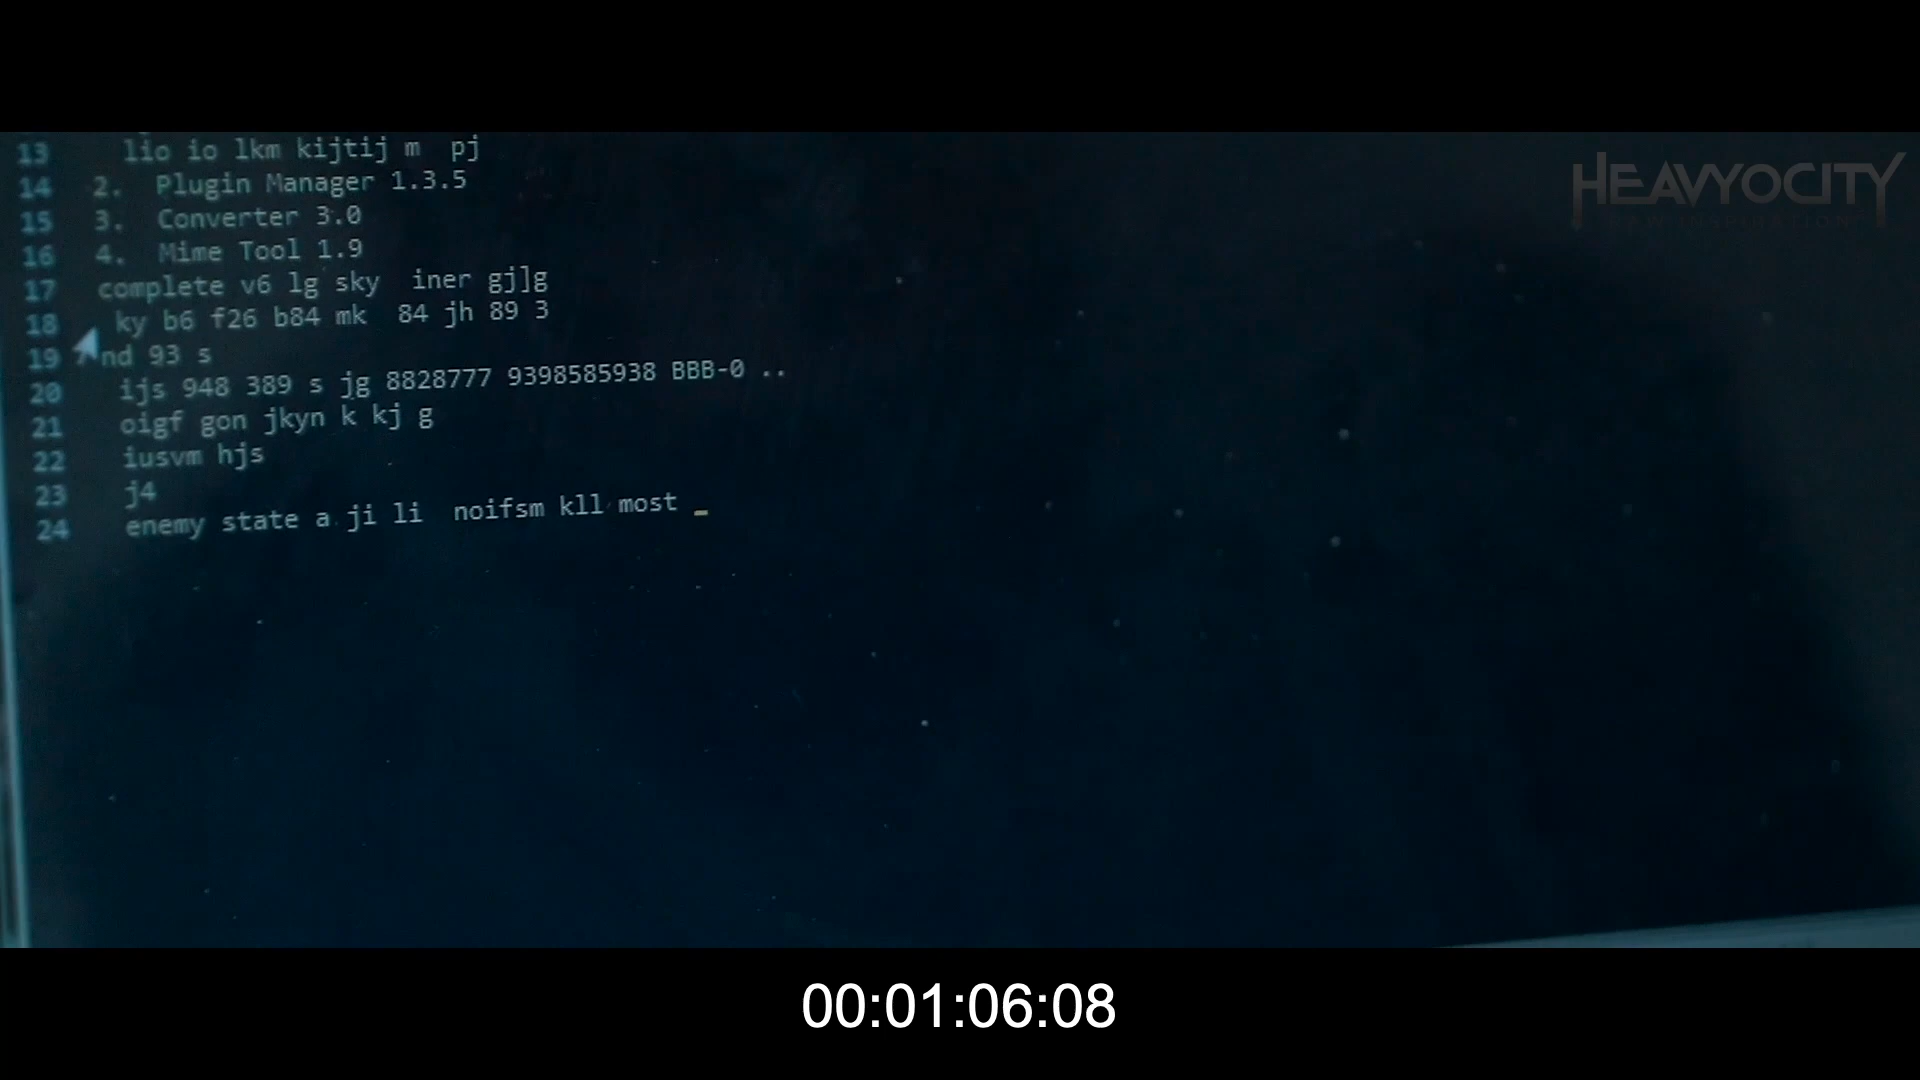 HEAVYOCITY
RAW INSPIRATION
13 lio io lkm kijtij m pj
14 2. Plugin Manager 1.3.5
15 3. Converter 3.0
16 4. Mime Tool 1.9
17 complete v6 lg sky iner gj]g
18 ky b6 f26 b84 mk 84 jh 89 3
19 nd 93 s
20 ijs 948 389 s jg 8828777 9398585938 BBB-0 ..
21 oigf gon jkyn k kj g
22 iusvm hjs
23 j4
24 enemy state a ji li noifsm kll most _
00:01:06:08